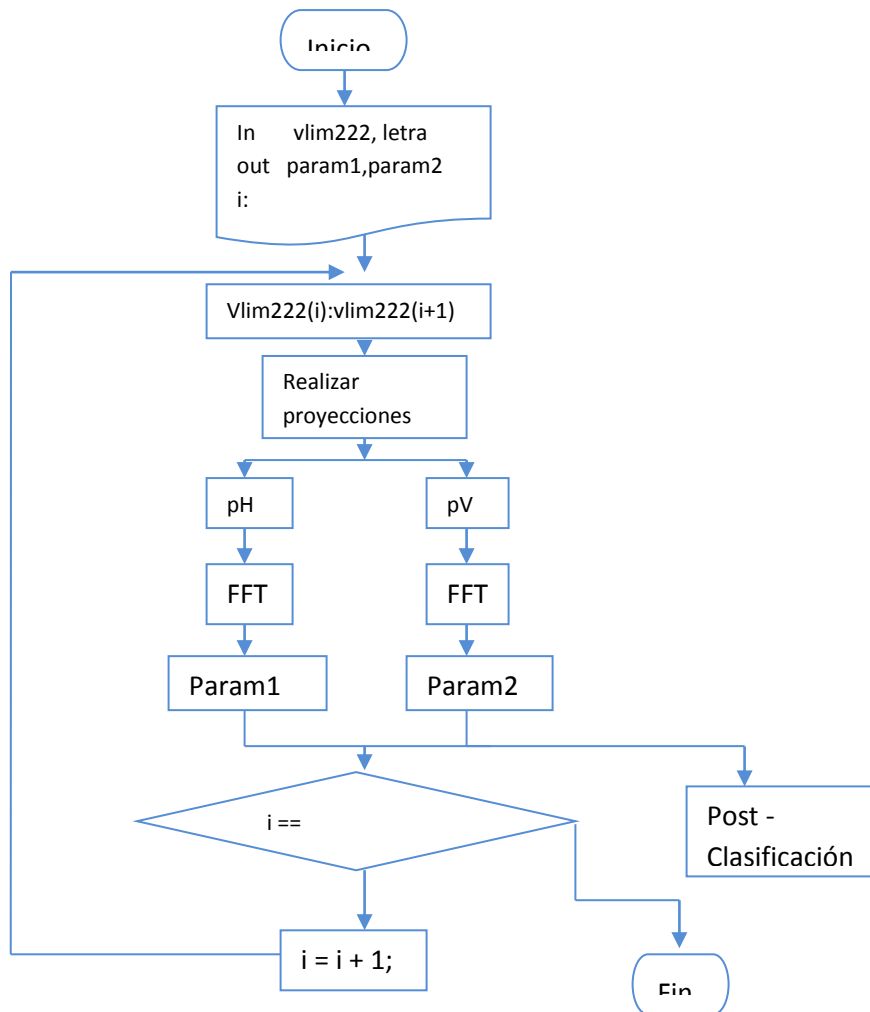 Inicio
In vlim222, letra
out param1,param2
i:
Vlim222(i):vlim222(i+1)
Realizar
proyecciones
pH
pV
FFT
FFT
Param1
Param2
i ==
Post -
Clasificación
i = i + 1;
Fin